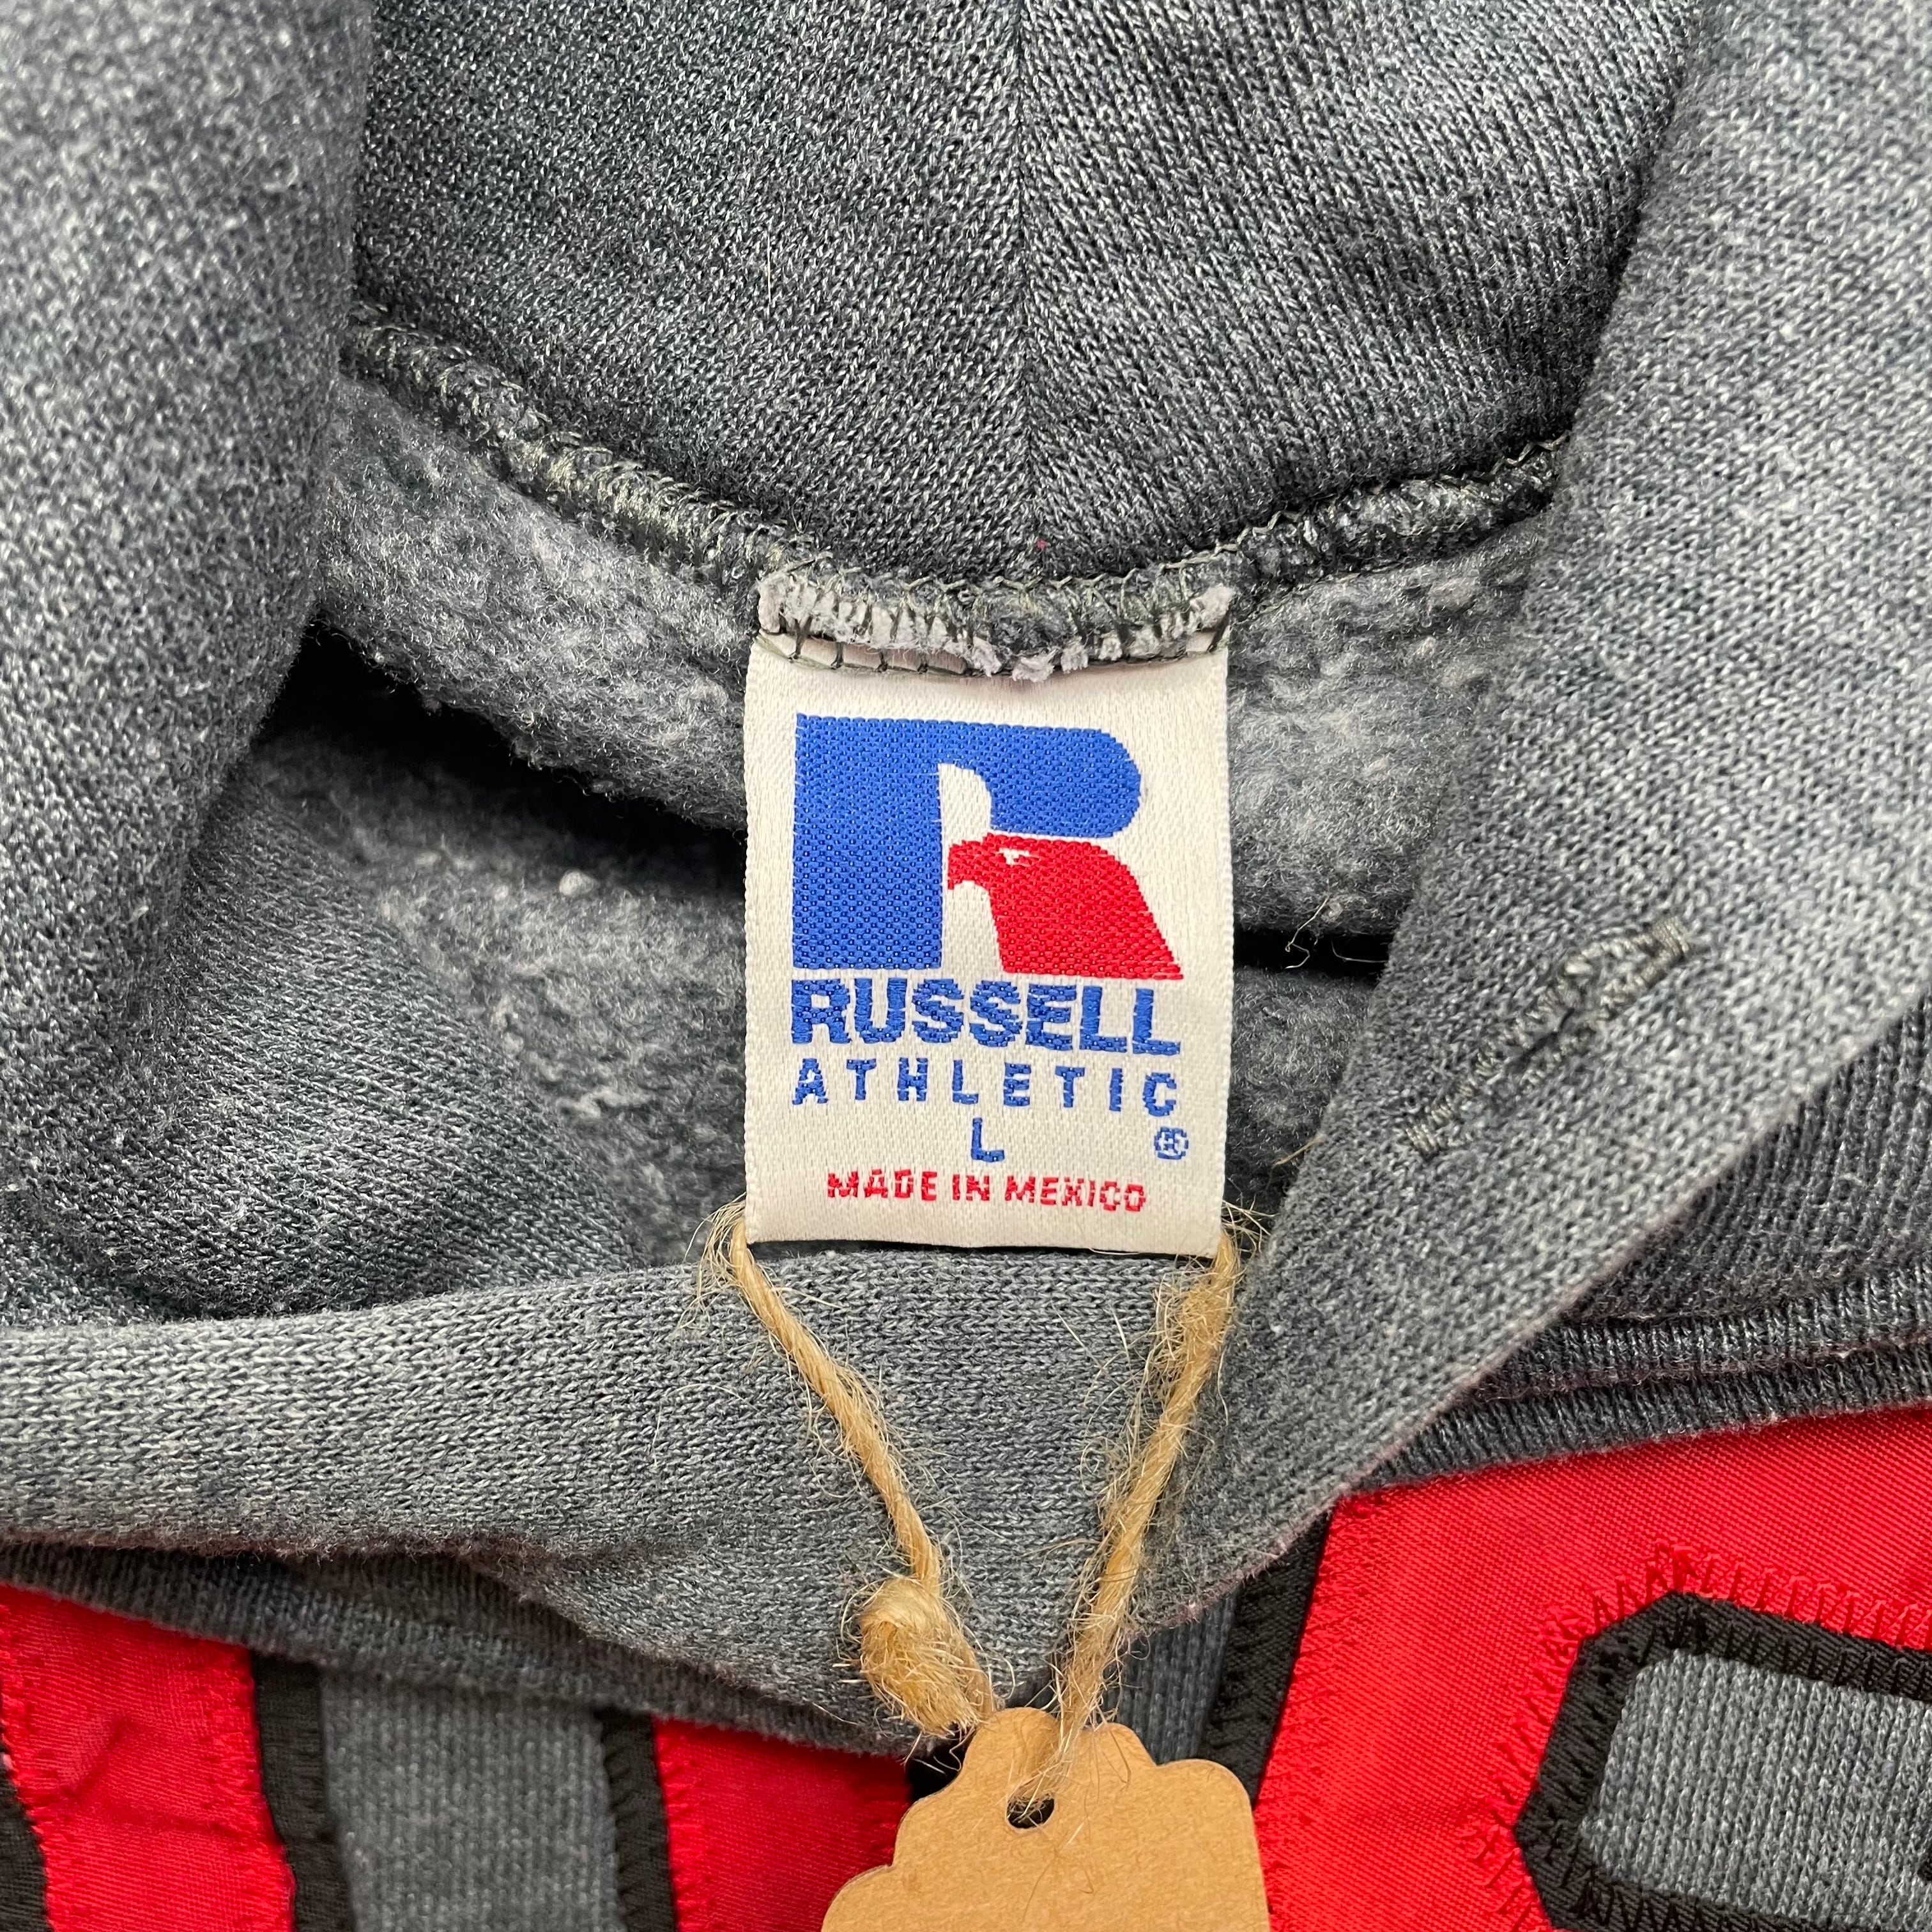 RUSSELL
ATHLETIC
L ®
MADE IN MEXICO